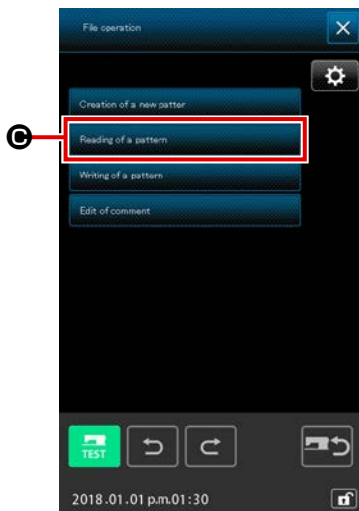 File operation
Creation of a new patter
C
Reading of a pattern
Writing of a pattern
Edit of comment
TEST
2018.01.01 p.m.01:30